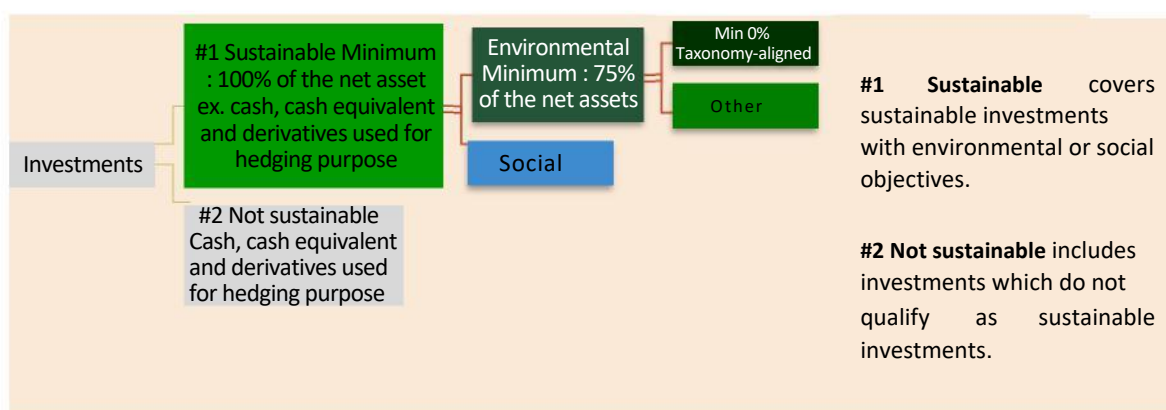 Investments
#1 Sustainable Minimum
: 100% of the net asset
ex. cash, cash equivalent
and derivatives used for
hedging purpose
#2 Not sustainable
Cash, cash equivalent
and derivatives used
for hedging purpose
Environmental
Minimum : 75%
of the net assets
Social
Min 0%
Taxonomy-aligned
Other
#1 Sustainable covers
sustainable investments
with environmental or social
objectives.
#2 Not sustainable includes
investments which do not
qualify as sustainable
investments.